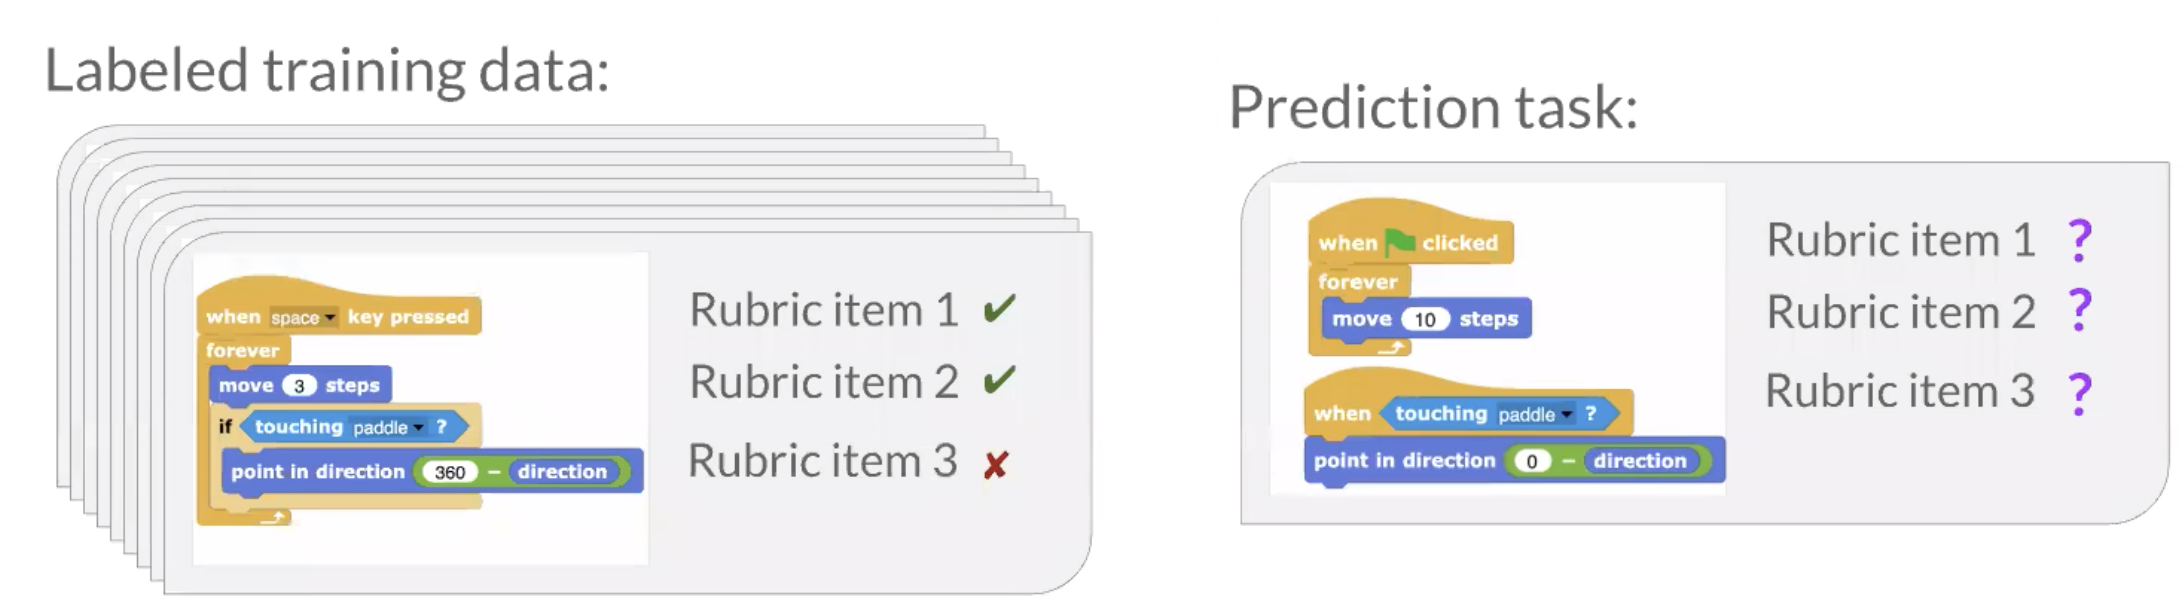 Labeled training data:
when space key pressed
forever
move 3 steps
if touching paddle ?
point in direction 360 - direction
Rubric item 1 ✔
Rubric item 2 ✔
Rubric item 3 ✘
Prediction task:
when clicked
forever
move 10 steps
when touching paddle ?
point in direction 0 - direction
Rubric item 1 ?
Rubric item 2 ?
Rubric item 3 ?